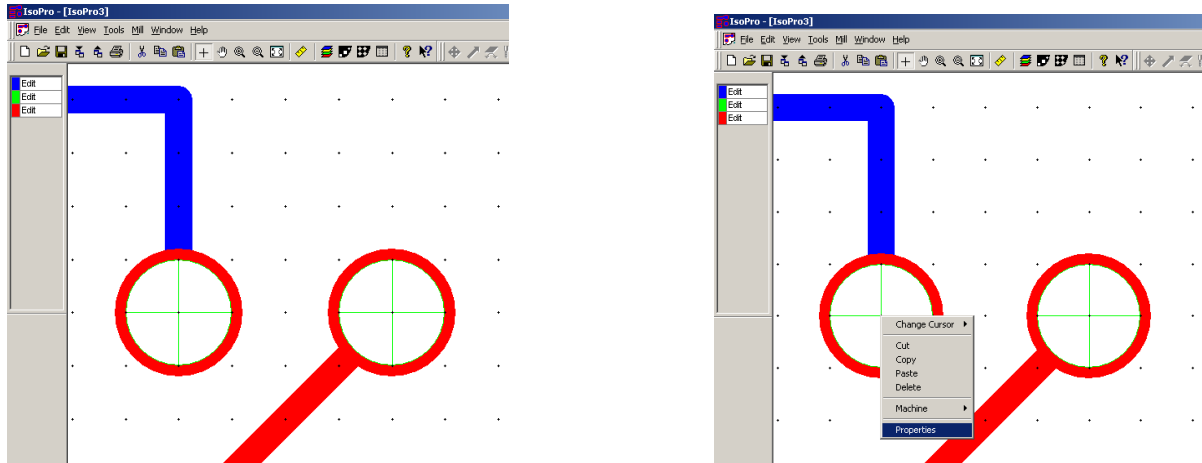 IsoPro - [IsoPro3]
File Edit View Tools Mill Window Help
Edit
Edit
Edit
IsoPro - [IsoPro3]
File Edit View Tools Mill Window Help
Edit
Edit
Edit
Change Cursor
Cut
Copy
Paste
Delete
Machine
Properties